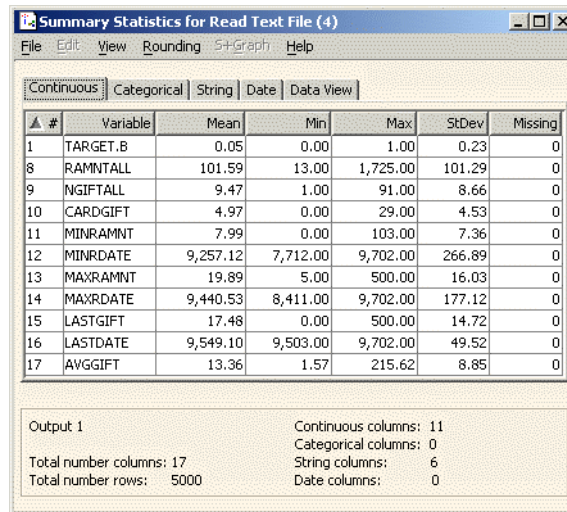 Summary Statistics for Read Text File (4)
File Edit View Rounding S+Graph Help
Continuous Categorical String Date Data View
# Variable Mean Min Max StDev Missing
1 TARGET.B 0.05 0.00 1.00 0.23 0
8 RAMNTALL 101.59 13.00 1,725.00 101.29 0
9 NGIFTALL 9.47 1.00 91.00 8.66 0
10 CARDGIFT 4.97 0.00 29.00 4.53 0
11 MINRAMNT 7.99 0.00 103.00 7.36 0
12 MINRDATE 9,257.12 7,712.00 9,702.00 266.89 0
13 MAXRAMNT 19.89 5.00 500.00 16.03 0
14 MAXRDATE 9,440.53 8,411.00 9,702.00 177.12 0
15 LASTGIFT 17.48 0.00 500.00 14.72 0
16 LASTDATE 9,549.10 9,503.00 9,702.00 49.52 0
17 AVGGIFT 13.36 1.57 215.62 8.85 0
Output 1 Continuous columns: 11
Categorical columns: 0
Total number columns: 17 String columns: 6
Total number rows: 5000 Date columns: 0